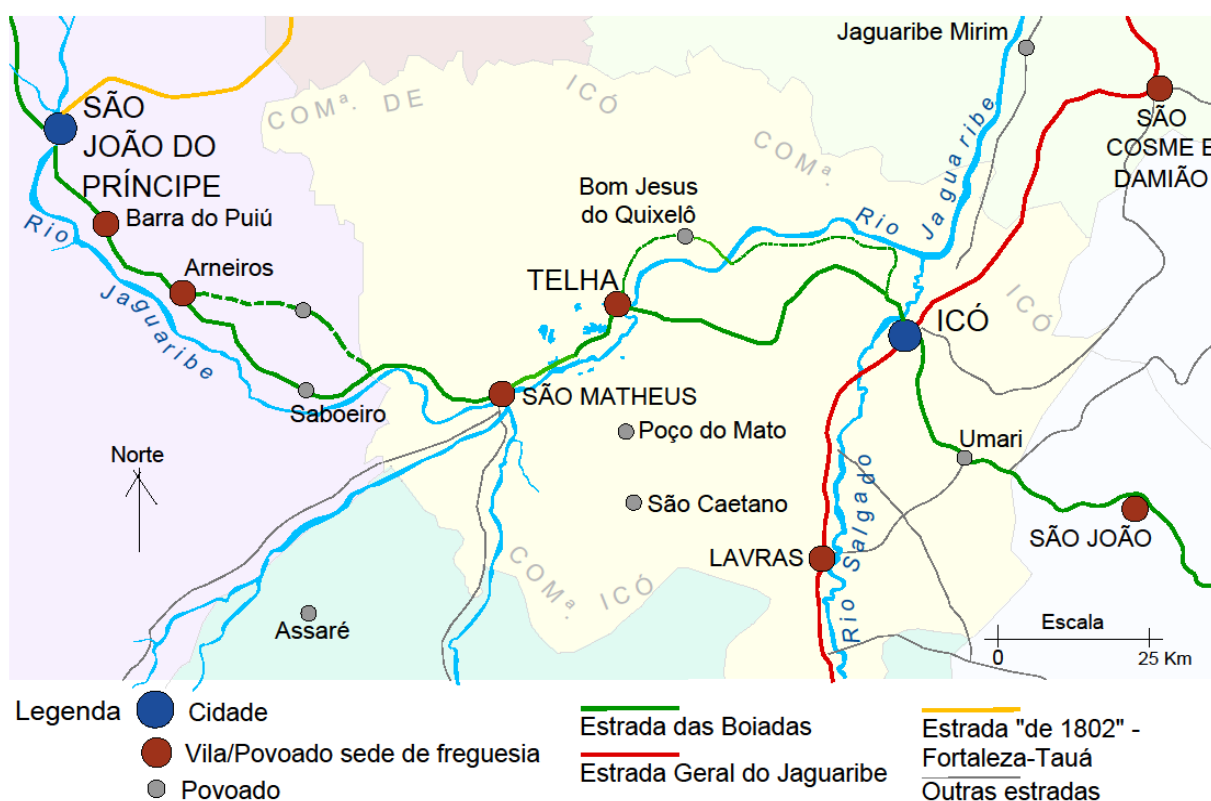 Jaguaribe Mirim
SÃO
JOÃO DO
PRÍNCIPE
COMª. DE
ICÓ
COMª.
SÃO
COSME E
DAMIÃO
Rio
Barra do Puiú
Bom Jesus
do Quixelô
Rio
Jaguaribe
Arneiros
TELHA
Jaguaribe
ICÓ
ICÓ
Saboeiro
SÃO MATHEUS
Poço do Mato
Umari
Norte
São Caetano
Rio Salgado
SÃO JOÃO
LAVRAS
COMª. ICÓ
Assaré
Escala
0
25 Km
Legenda
Cidade
Vila/Povoado sede de freguesia
Povoado
Estrada das Boiadas
Estrada Geral do Jaguaribe
Estrada "de 1802" -
Fortaleza-Tauá
Outras estradas